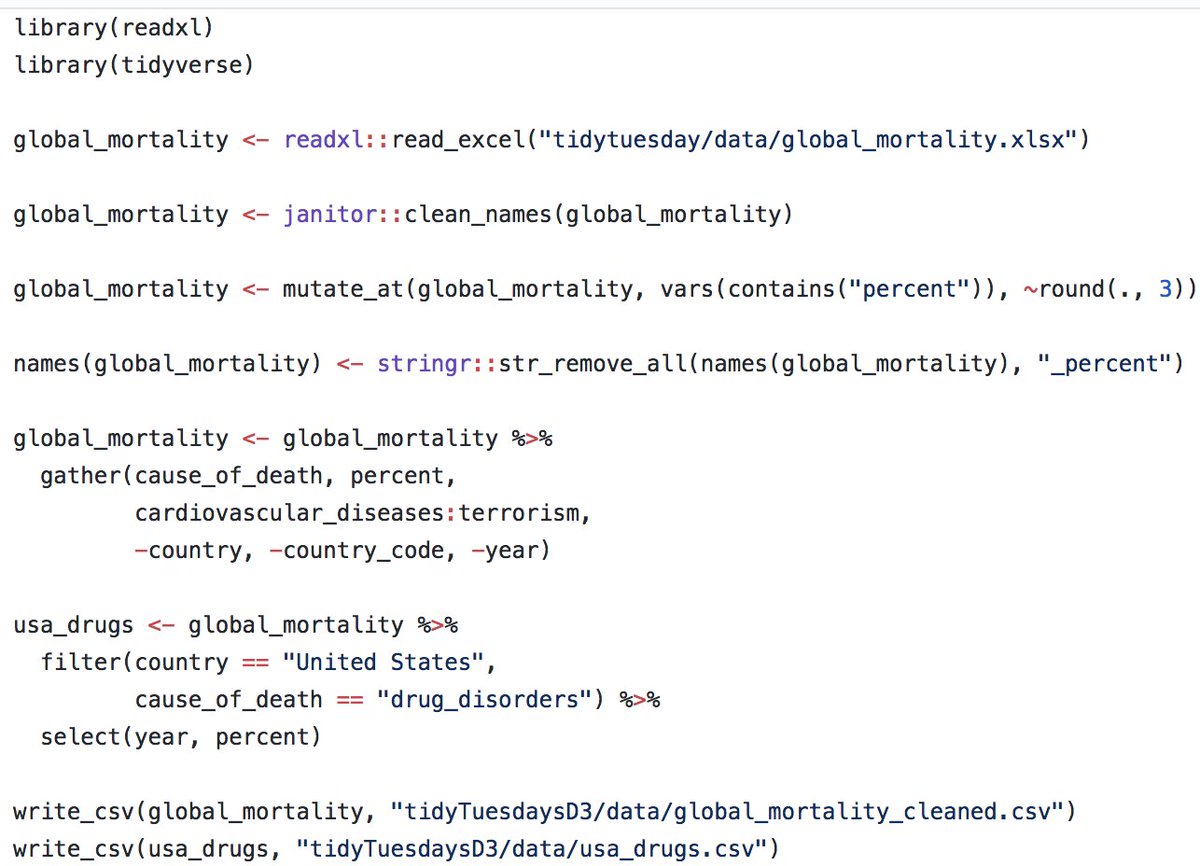 library(readxl)
library(tidyverse)
global_mortality <- readxl::read_excel("tidytuesday/data/global_mortality.xlsx")
global_mortality <- janitor::clean_names(global_mortality)
global_mortality <- mutate_at(global_mortality, vars(contains("percent")), ~round(., 3))
names(global_mortality) <- stringr::str_remove_all(names(global_mortality), "_percent")
global_mortality <- global_mortality %>%
  gather(cause_of_death, percent,
         cardiovascular_diseases:terrorism,
         -country, -country_code, -year)
usa_drugs <- global_mortality %>%
  filter(country == "United States",
         cause_of_death == "drug_disorders") %>%
  select(year, percent)
write_csv(global_mortality, "tidyTuesdaysD3/data/global_mortality_cleaned.csv")
write_csv(usa_drugs, "tidyTuesdaysD3/data/usa_drugs.csv")